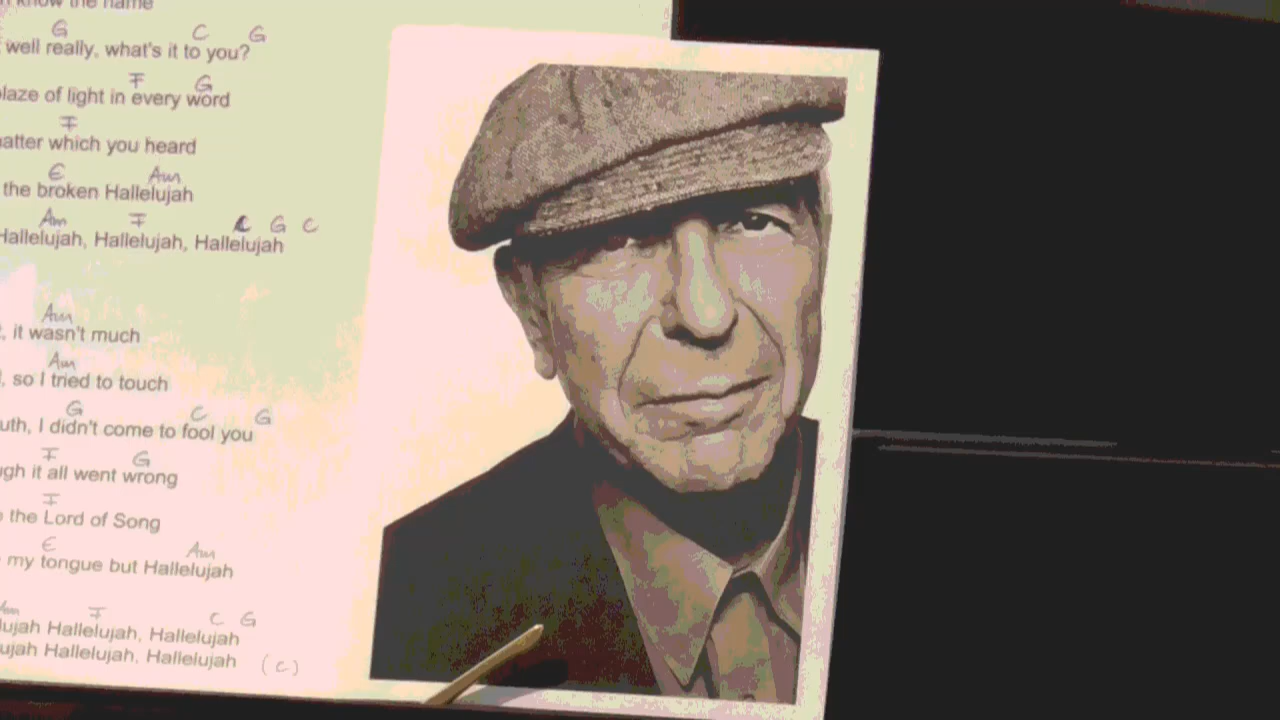 know the name
G C G
well really, what's it to you?
F G
laze of light in every word
F
atter which you heard
E Am
the broken Hallelujah
Am F C G C
Hallelujah, Hallelujah, Hallelujah
Am
, it wasn't much
Am
, so I tried to touch
G C G
uth, I didn't come to fool you
F G
gh it all went wrong
F
the Lord of Song
E Am
my tongue but Hallelujah
Am F C G
lujah Hallelujah, Hallelujah
ujah Hallelujah, Hallelujah (C)